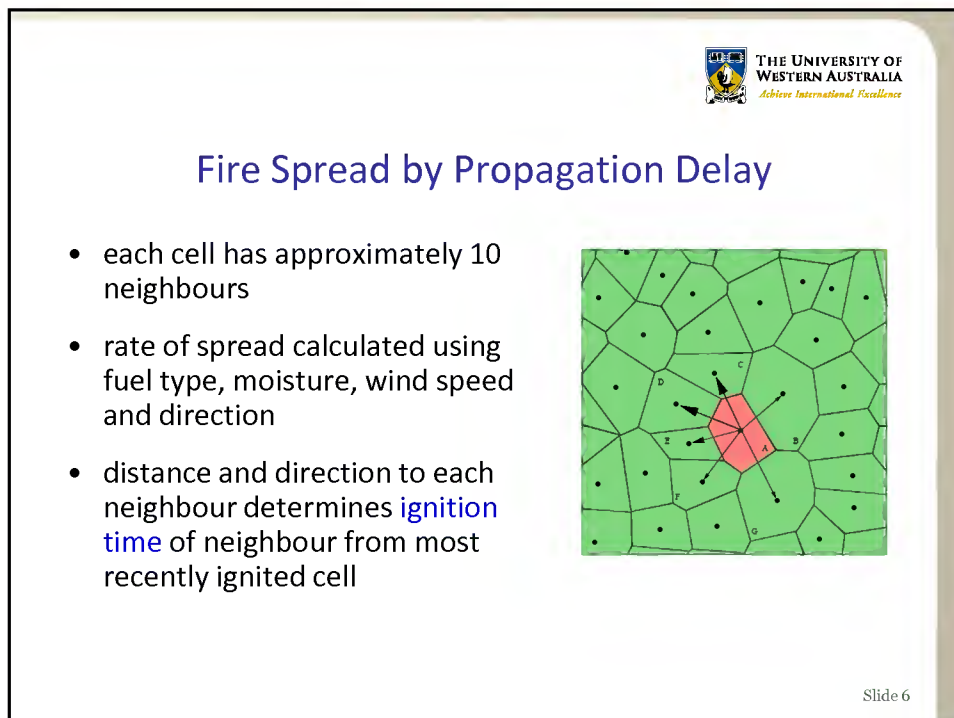 THE UNIVERSITY OF
WESTERN AUSTRALIA
Achieve International Excellence
Fire Spread by Propagation Delay
• each cell has approximately 10
neighbours
• rate of spread calculated using
fuel type, moisture, wind speed
and direction
• distance and direction to each
neighbour determines ignition
time of neighbour from most
recently ignited cell
C
D
E
A
B
F
G
Slide 6